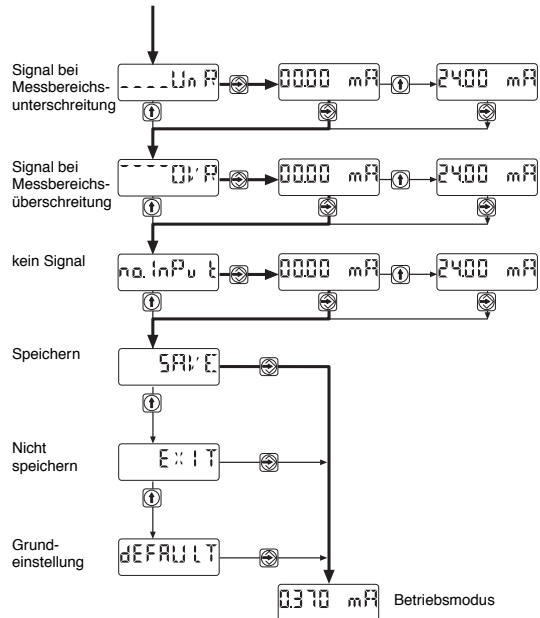 Signal bei
Messbereichs-
unterschreitung
____UnR
00.00 mA
24.00 mA
Signal bei
Messbereichs-
überschreitung
¯¯¯¯OVR
00.00 mA
24.00 mA
kein Signal
no.InPut
00.00 mA
24.00 mA
Speichern
SAVE
Nicht
speichern
EXIT
Grund-
einstellung
dEFAULT
0.370 mA
Betriebsmodus